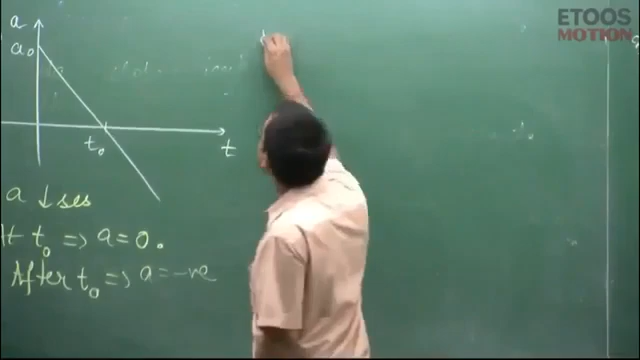 ETOOS
MOTION
a
a₀
t₀
t
a ↓ses
At t₀ => a = 0.
After t₀ => a = -ve